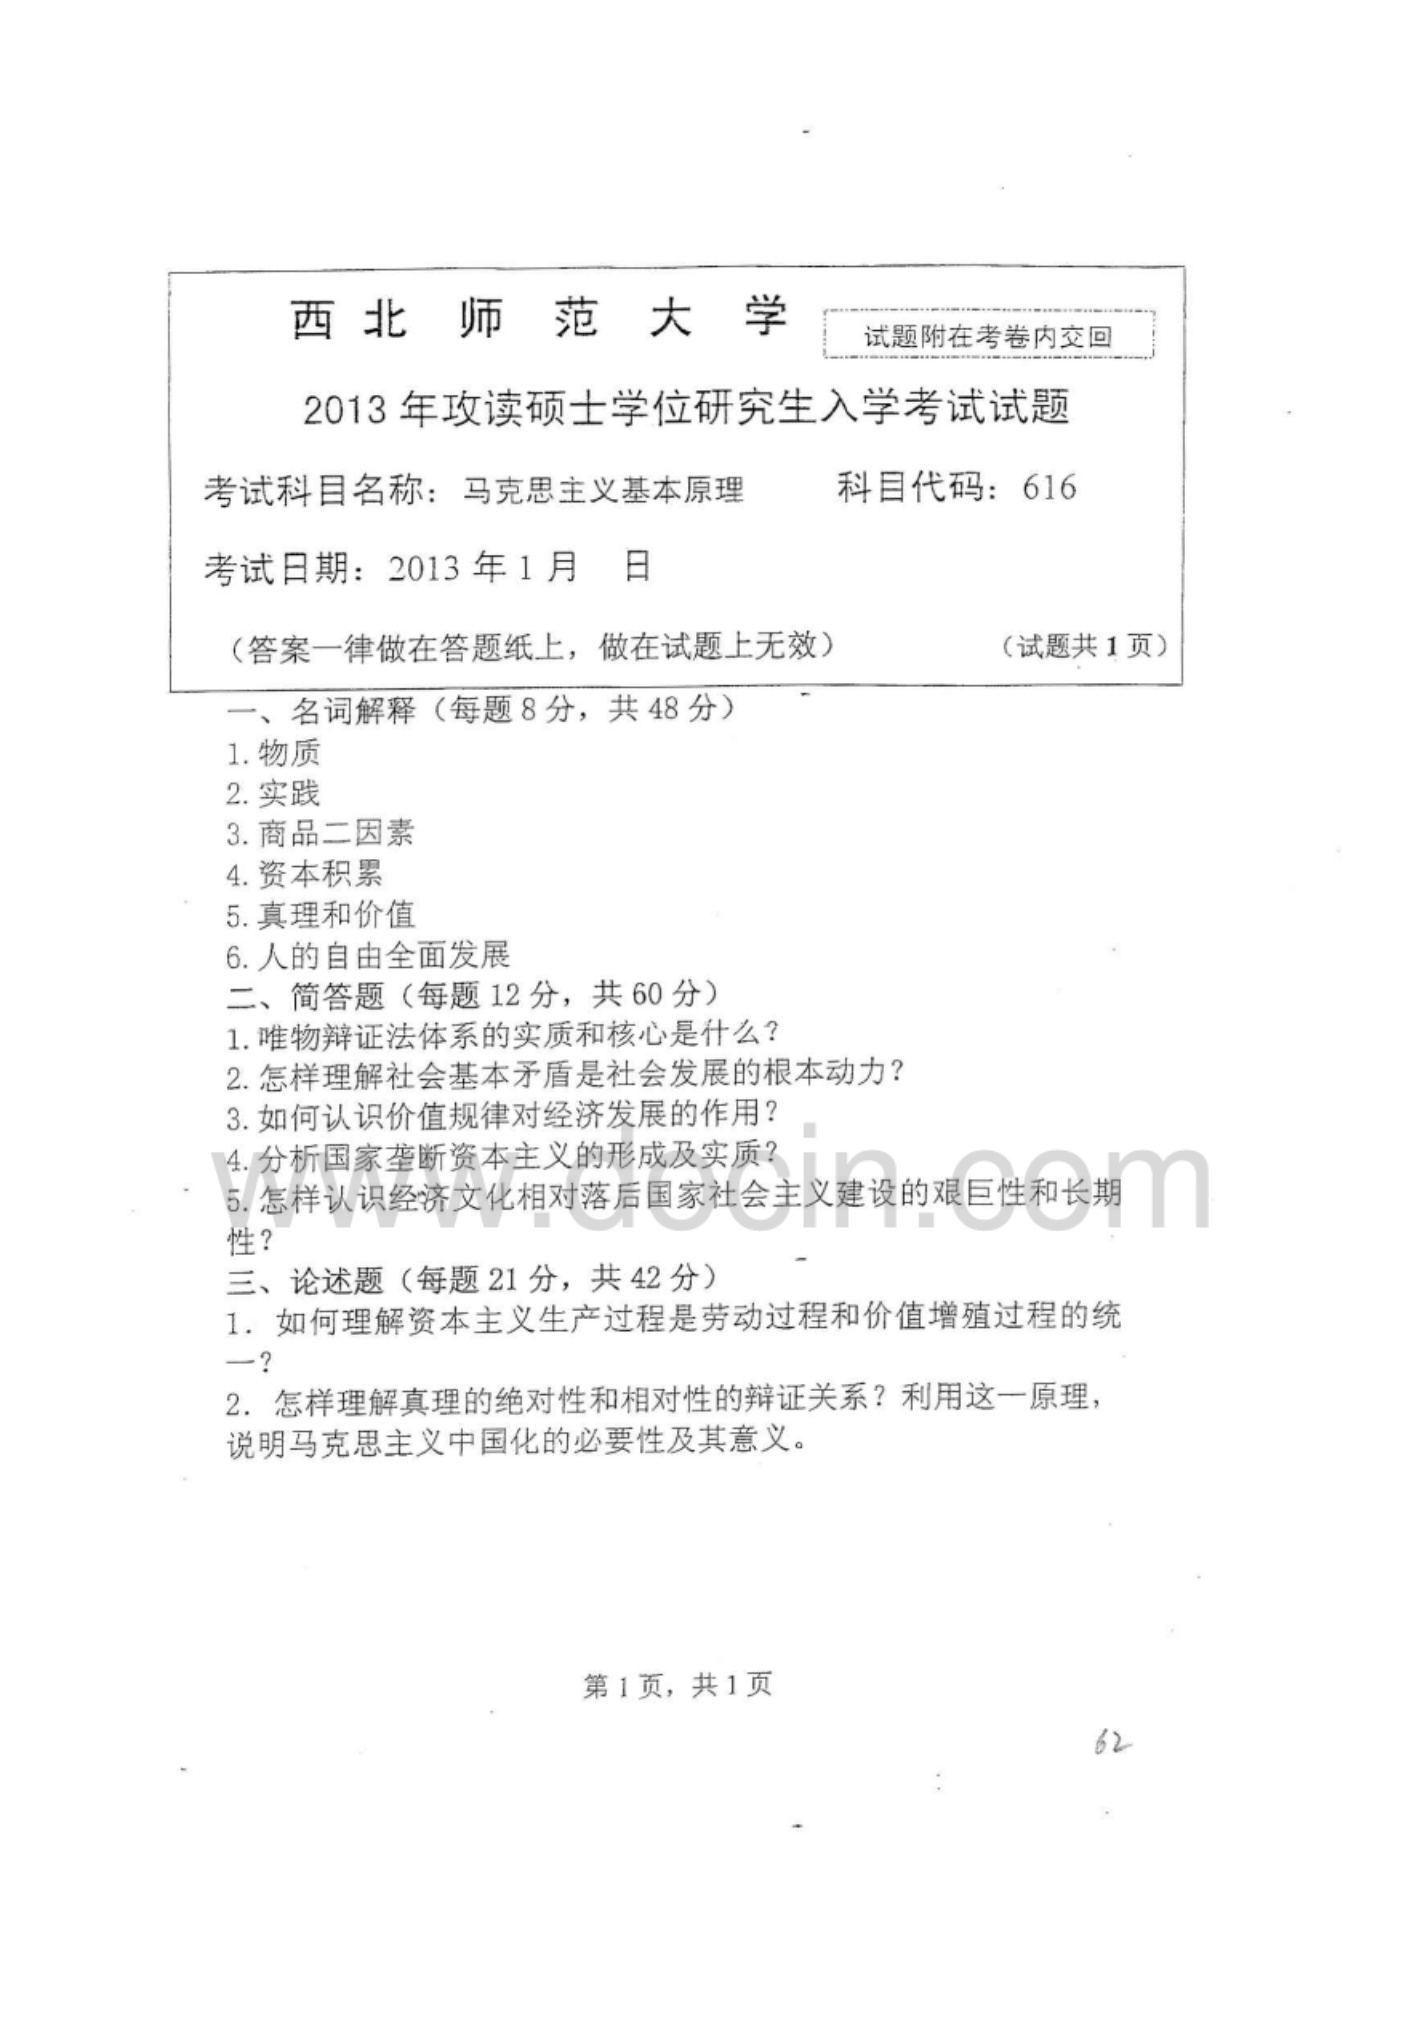 西北师范大学
试题附在考卷内交回
2013年攻读硕士学位研究生入学考试试题
考试科目名称：马克思主义基本原理 科目代码：616
考试日期：2013年1月 日
（答案一律做在答题纸上，做在试题上无效） （试题共1页）
一、名词解释（每题8分，共48分）
1.物质
2.实践
3.商品二因素
4.资本积累
5.真理和价值
6.人的自由全面发展
二、简答题（每题12分，共60分）
1.唯物辩证法体系的实质和核心是什么？
2.怎样理解社会基本矛盾是社会发展的根本动力？
3.如何认识价值规律对经济发展的作用？
4.分析国家垄断资本主义的形成及实质？
www.docin.com
5.怎样认识经济文化相对落后国家社会主义建设的艰巨性和长期
性？
三、论述题（每题21分，共42分）
1．如何理解资本主义生产过程是劳动过程和价值增殖过程的统
一？
2．怎样理解真理的绝对性和相对性的辩证关系？利用这一原理，
说明马克思主义中国化的必要性及其意义。
第1页，共1页
62